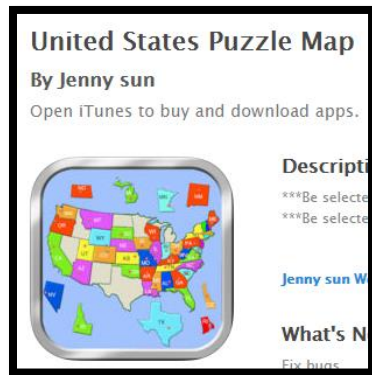 United States Puzzle Map
By Jenny sun
Open iTunes to buy and download apps.
Descripti
***Be selecte
***Be selecte
Jenny sun W
What's N
Fix bugs